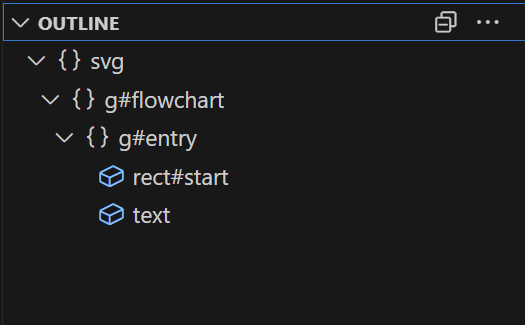 OUTLINE
{} svg
{} g#flowchart
{} g#entry
rect#start
text